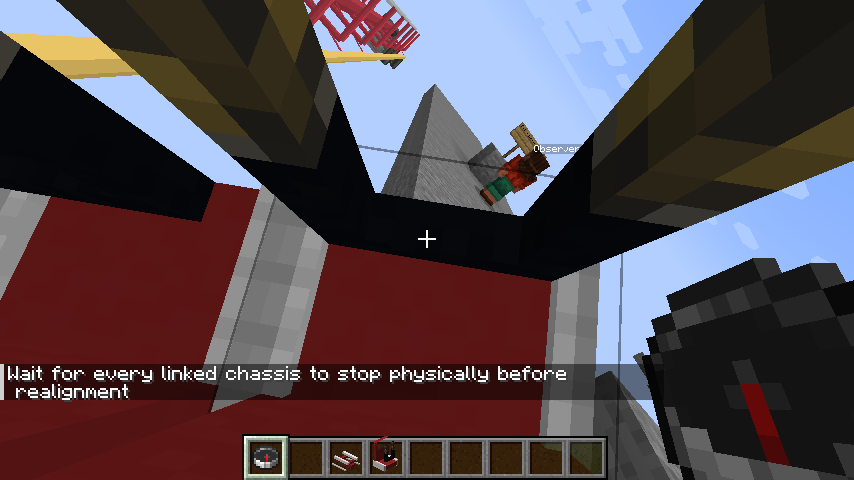 Observer
Wait for every linked chassis to stop physically before
realignment